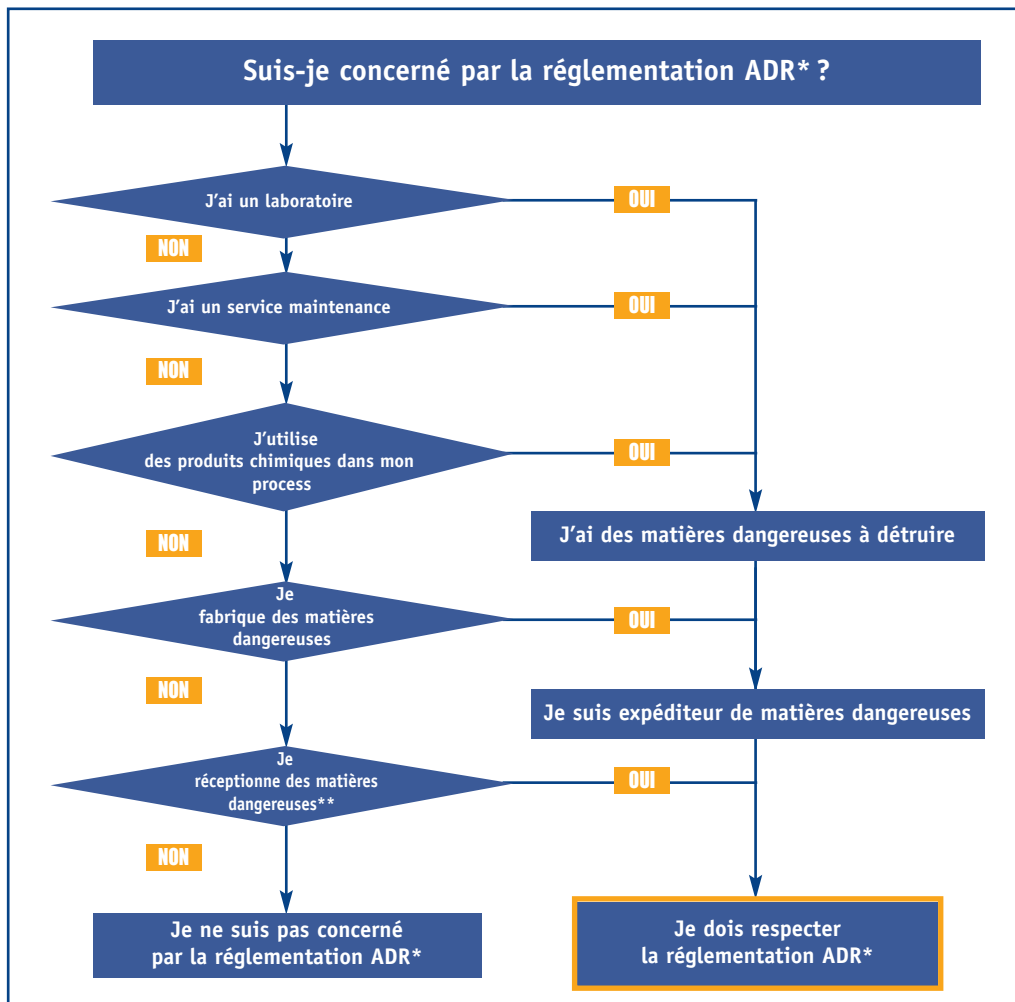 Suis-je concerné par la réglementation ADR* ?
J'ai un laboratoire
OUI
NON
J'ai un service maintenance
OUI
NON
J'utilise
des produits chimiques dans mon
process
OUI
J'ai des matières dangereuses à détruire
NON
Je
fabrique des matières
dangereuses
OUI
NON
Je suis expéditeur de matières dangereuses
Je
réceptionne des matières
dangereuses**
OUI
NON
Je ne suis pas concerné
par la réglementation ADR*
Je dois respecter
la réglementation ADR*